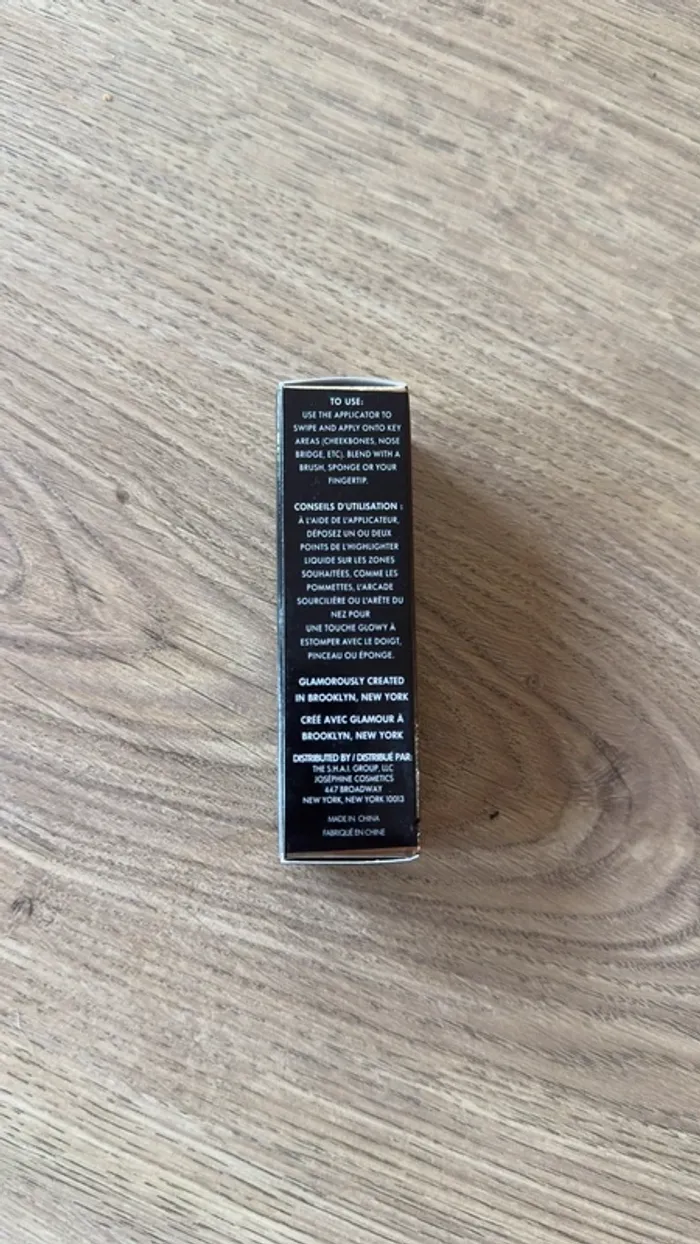 TO USE:
USE THE APPLICATOR TO
SWIPE AND APPLY ONTO KEY
AREAS (CHEEKBONES, NOSE
BRIDGE, ETC). BLEND WITH A
BRUSH, SPONGE OR YOUR
FINGERTIP.
CONSEILS D'UTILISATION :
À L'AIDE DE L'APPLICATEUR,
DÉPOSEZ UN OU DEUX
POINTS DE L'HIGHLIGHTER
LIQUIDE SUR LES ZONES
SOUHAITÉES, COMME LES
POMMETTES, L'ARCADE
SOURCILIÈRE OU L'ARÊTE DU
NEZ POUR
UNE TOUCHE GLOWY À
ESTOMPER AVEC LE DOIGT,
PINCEAU OU ÉPONGE.
GLAMOROUSLY CREATED
IN BROOKLYN, NEW YORK
CRÉÉ AVEC GLAMOUR À
BROOKLYN, NEW YORK
DISTRIBUTED BY / DISTRIBUÉ PAR:
THE S.H.A.I. GROUP, LLC
JOSÉPHINE COSMETICS
447 BROADWAY
NEW YORK, NEW YORK 10013
MADE IN CHINA
FABRIQUÉ EN CHINE